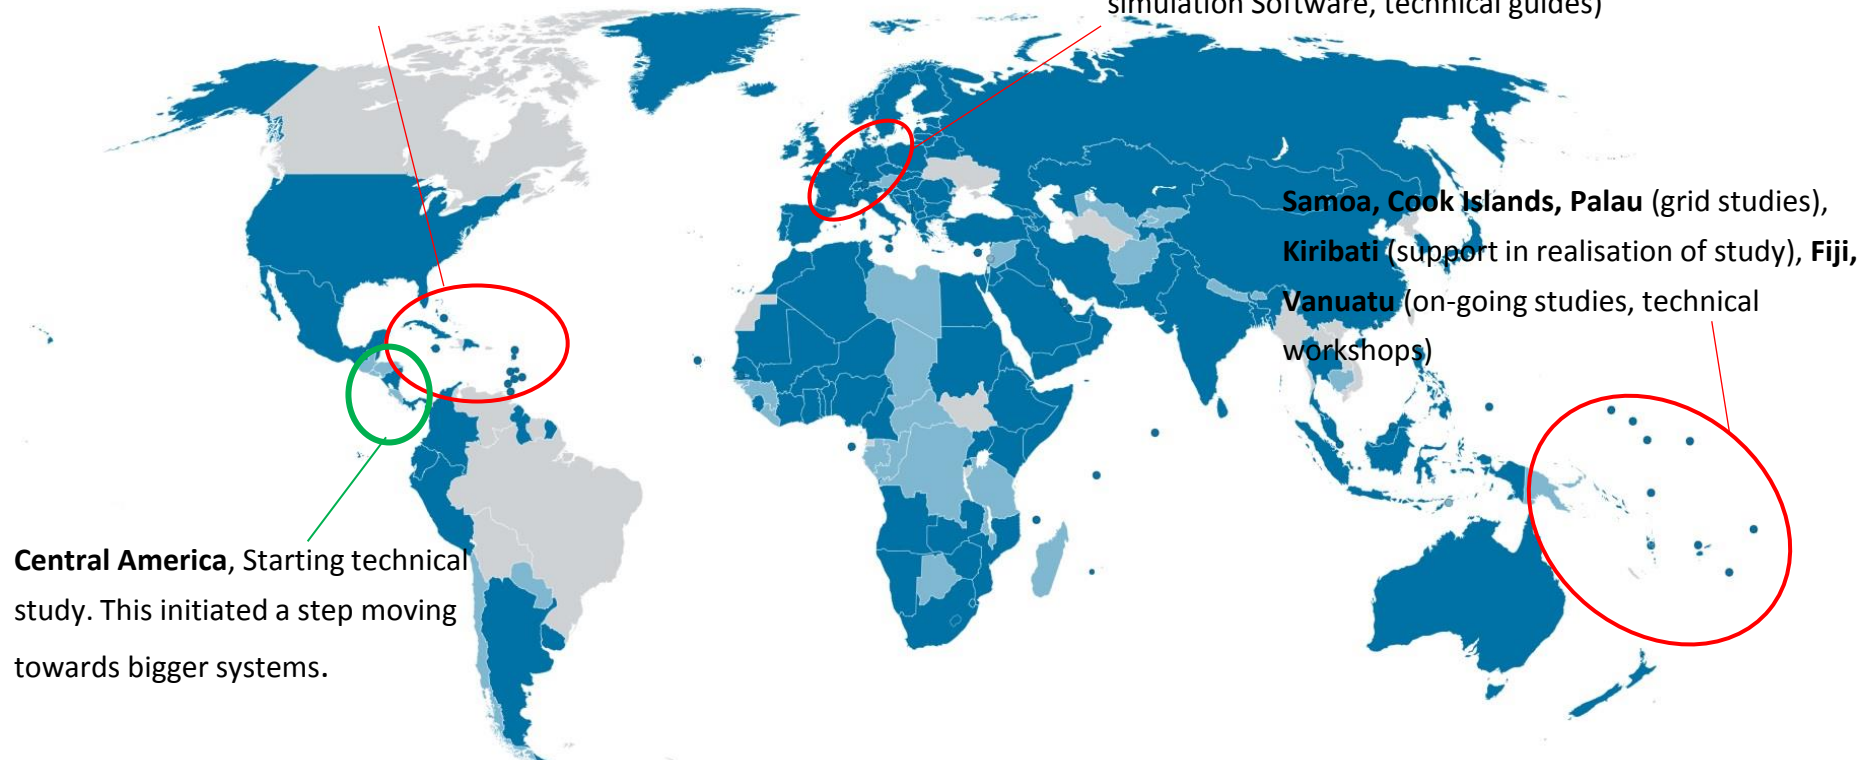 simulation Software, technical guides)
Samoa, Cook Islands, Palau (grid studies),
Kiribati (support in realisation of study), Fiji,
Vanuatu (on-going studies, technical
workshops)
Central America, Starting technical
study. This initiated a step moving
towards bigger systems.